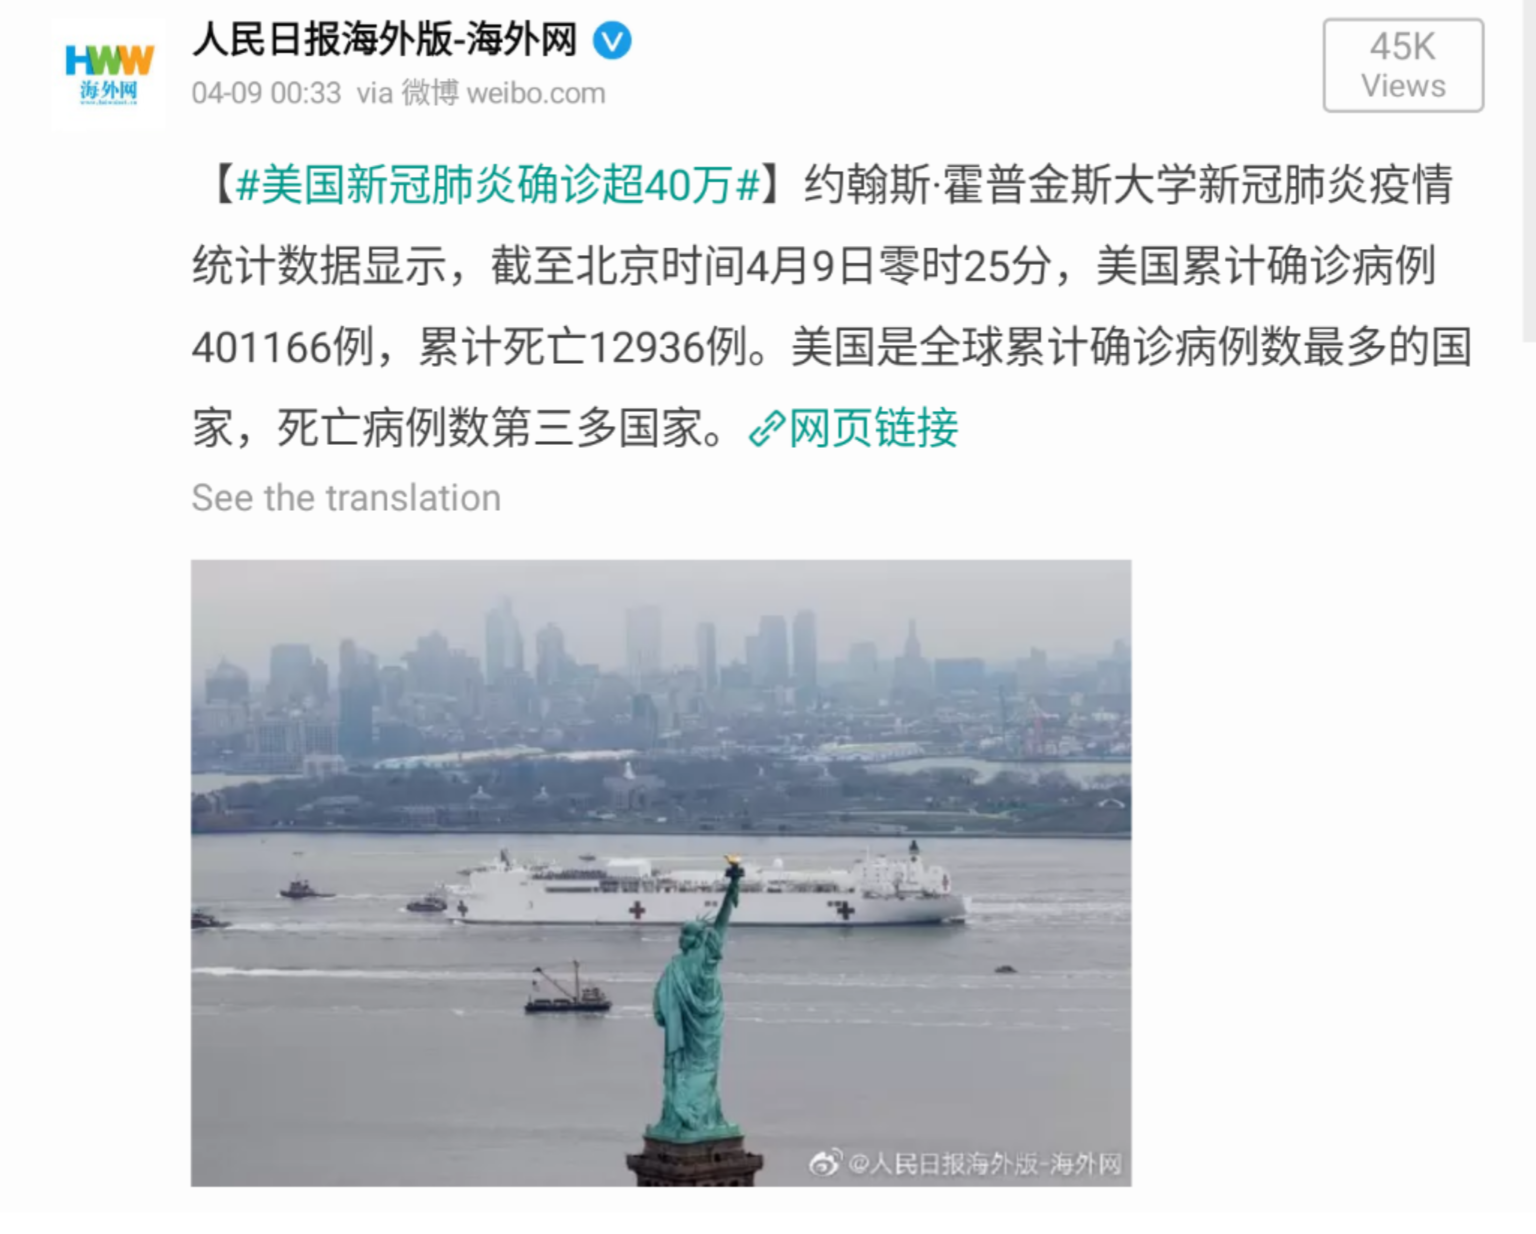 HWW
海外网
人民日报海外版-海外网
04-09 00:33 via 微博 weibo.com
45K
Views
【#美国新冠肺炎确诊超40万#】约翰斯·霍普金斯大学新冠肺炎疫情
统计数据显示，截至北京时间4月9日零时25分，美国累计确诊病例
401166例，累计死亡12936例。美国是全球累计确诊病例数最多的国
家，死亡病例数第三多国家。网页链接
See the translation
@人民日报海外版-海外网